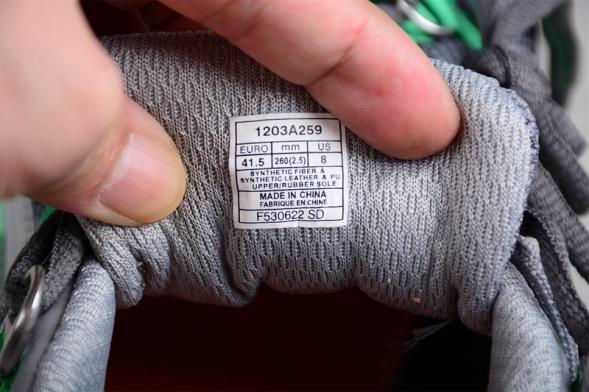 1203A259
EURO mm US
41.5 260(2.5) 8
SYNTHETIC FIBER &
SYNTHETIC LEATHER & PU
UPPER/RUBBER SOLE
MADE IN CHINA
FABRIQUE EN CHINE
F530622 SD